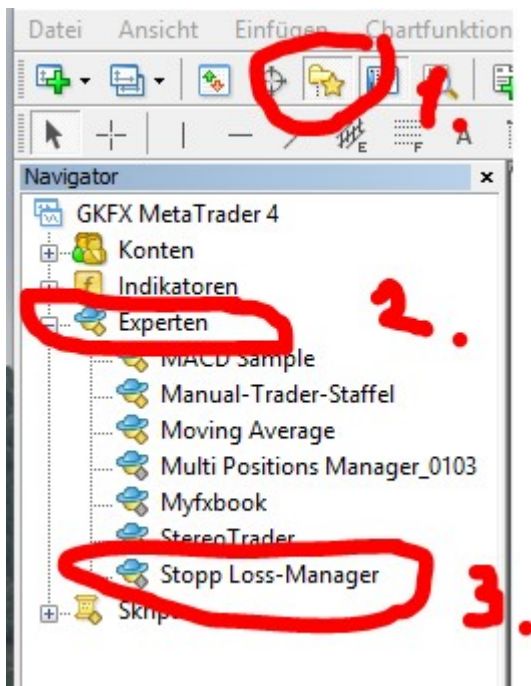 Datei Ansicht Einfügen Chartfunktion
1.
E F A
Navigator x
GKFX MetaTrader 4
Konten
Indikatoren
2.
Experten
MACD Sample
Manual-Trader-Staffel
Moving Average
Multi Positions Manager_0103
Myfxbook
StereoTrader
Stopp Loss-Manager
3.